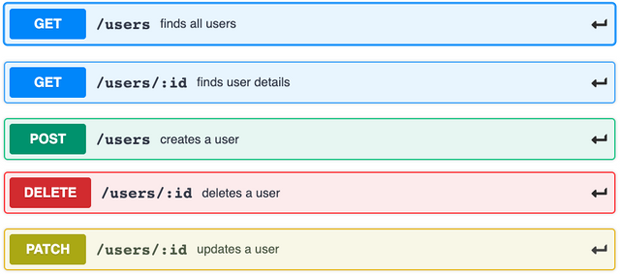 GET /users finds all users
GET /users/:id finds user details
POST /users creates a user
DELETE /users/:id deletes a user
PATCH /users/:id updates a user